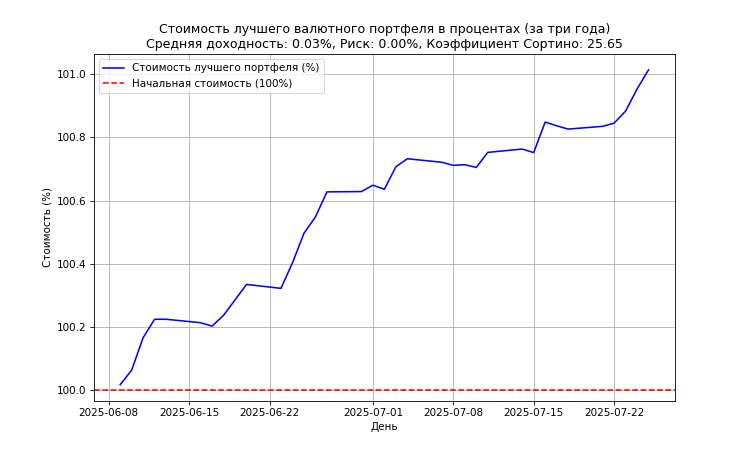 Стоимость лучшего валютного портфеля в процентах (за три года)
Средняя доходность: 0.03%, Риск: 0.00%, Коэффициент Сортино: 25.65
Стоимость лучшего портфеля (%)
Начальная стоимость (100%)
Стоимость (%)
101.0
100.8
100.6
100.4
100.2
100.0
2025-06-08
2025-06-15
2025-06-22
2025-07-01
2025-07-08
2025-07-15
2025-07-22
День